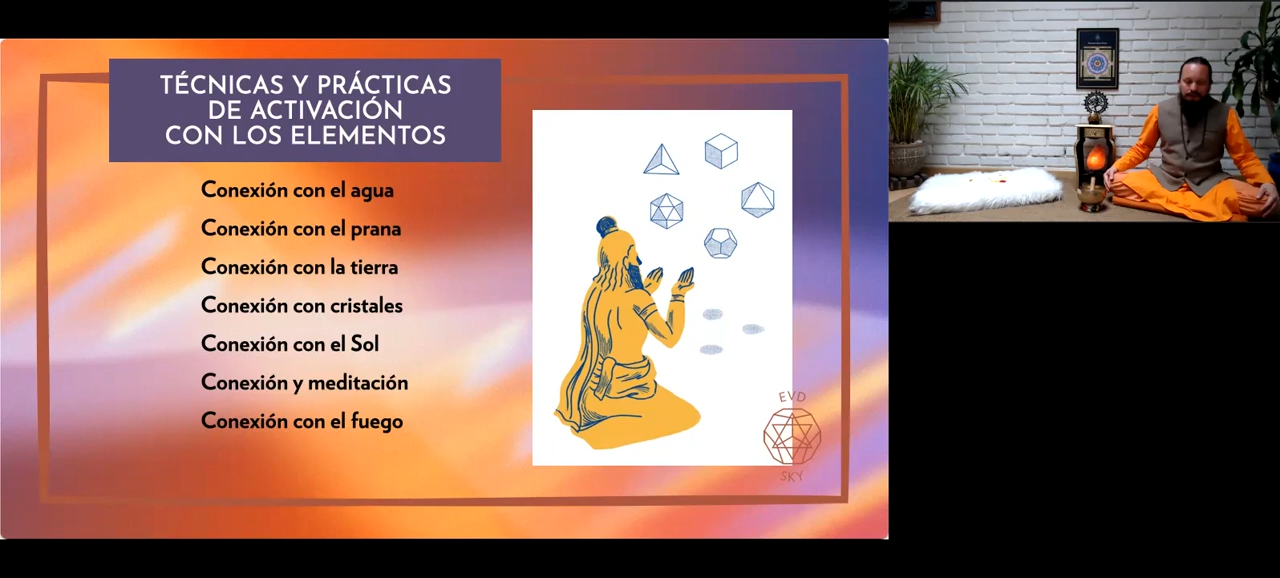 TÉCNICAS Y PRÁCTICAS
DE ACTIVACIÓN
CON LOS ELEMENTOS
Conexión con el agua
Conexión con el prana
Conexión con la tierra
Conexión con cristales
Conexión con el Sol
Conexión y meditación
Conexión con el fuego
EVD
SKY